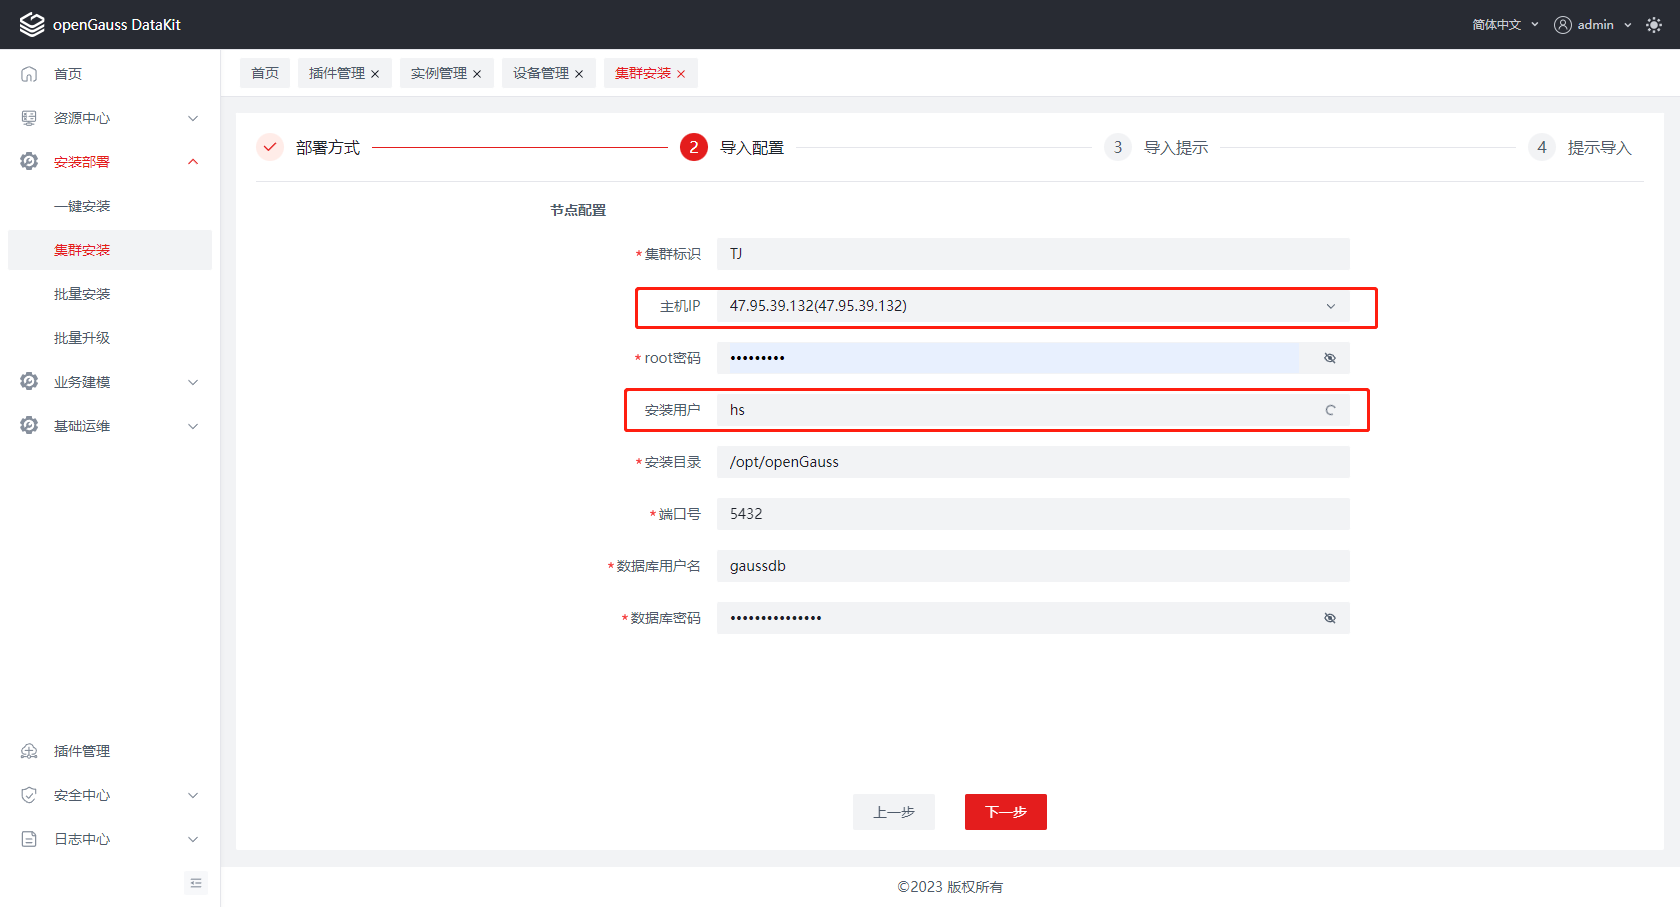 openGauss DataKit
简体中文
admin
首页
资源中心
安装部署
一键安装
集群安装
批量安装
批量升级
业务建模
基础运维
插件管理
安全中心
日志中心
首页 插件管理 实例管理 设备管理 集群安装
部署方式 2 导入配置 3 导入提示 4 提示导入
节点配置
*集群标识 TJ
主机IP 47.95.39.132(47.95.39.132)
*root密码 •••••••••
安装用户 hs
*安装目录 /opt/openGauss
*端口号 5432
*数据库用户名 gaussdb
*数据库密码 •••••••••••••••
上一步 下一步
©2023 版权所有